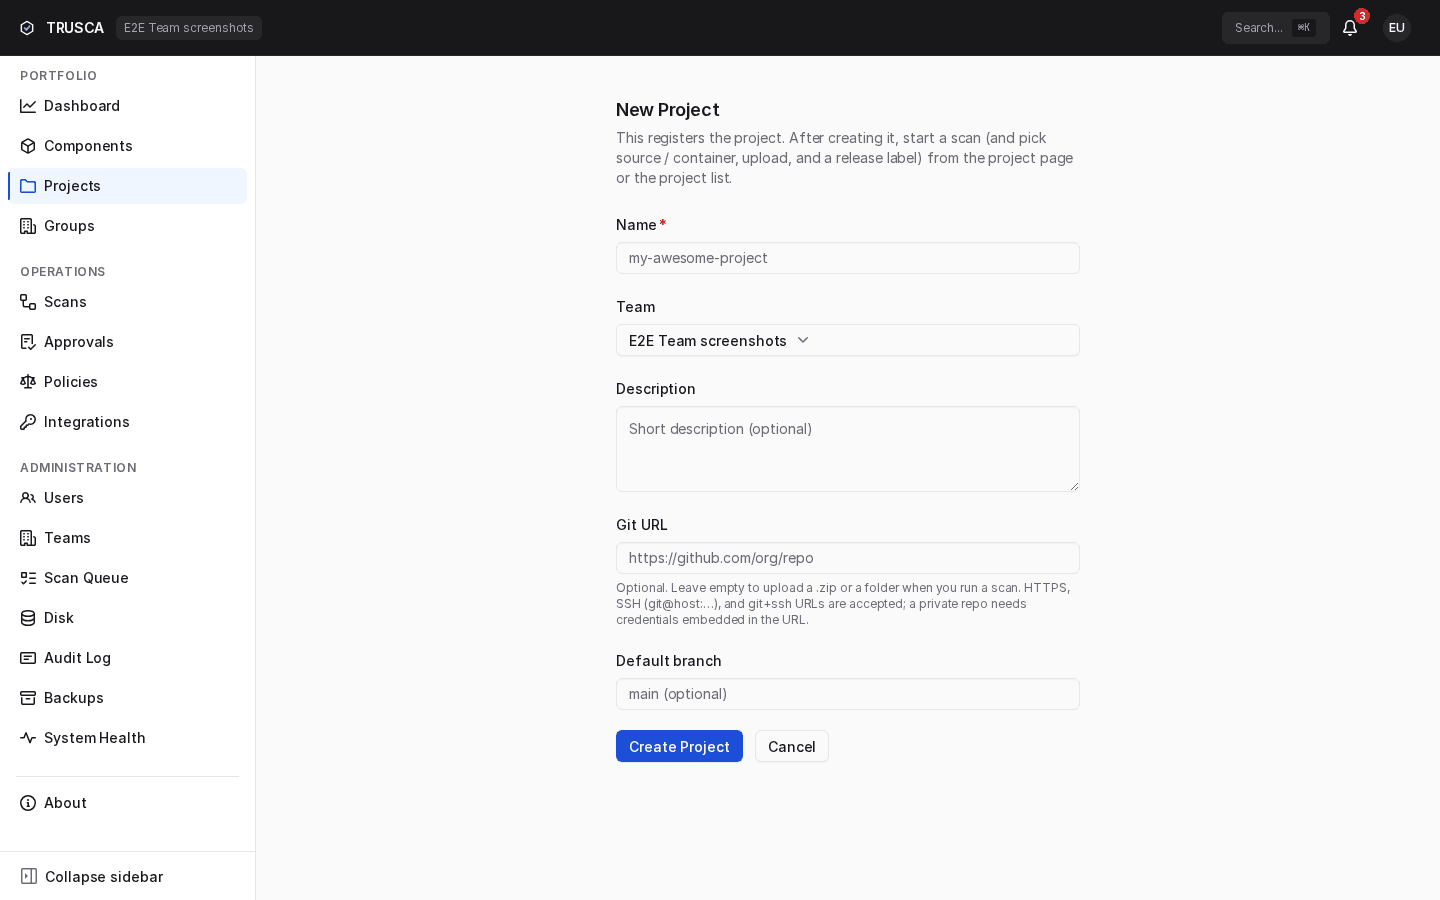 TRUSCA
E2E Team screenshots
Search...
⌘K
3
EU
PORTFOLIO
Dashboard
Components
Projects
Groups
OPERATIONS
Scans
Approvals
Policies
Integrations
ADMINISTRATION
Users
Teams
Scan Queue
Disk
Audit Log
Backups
System Health
About
Collapse sidebar
New Project
This registers the project. After creating it, start a scan (and pick
source / container, upload, and a release label) from the project page
or the project list.
Name *
my-awesome-project
Team
E2E Team screenshots
Description
Short description (optional)
Git URL
https://github.com/org/repo
Optional. Leave empty to upload a .zip or a folder when you run a scan. HTTPS,
SSH (git@host:…), and git+ssh URLs are accepted; a private repo needs
credentials embedded in the URL.
Default branch
main (optional)
Create Project
Cancel